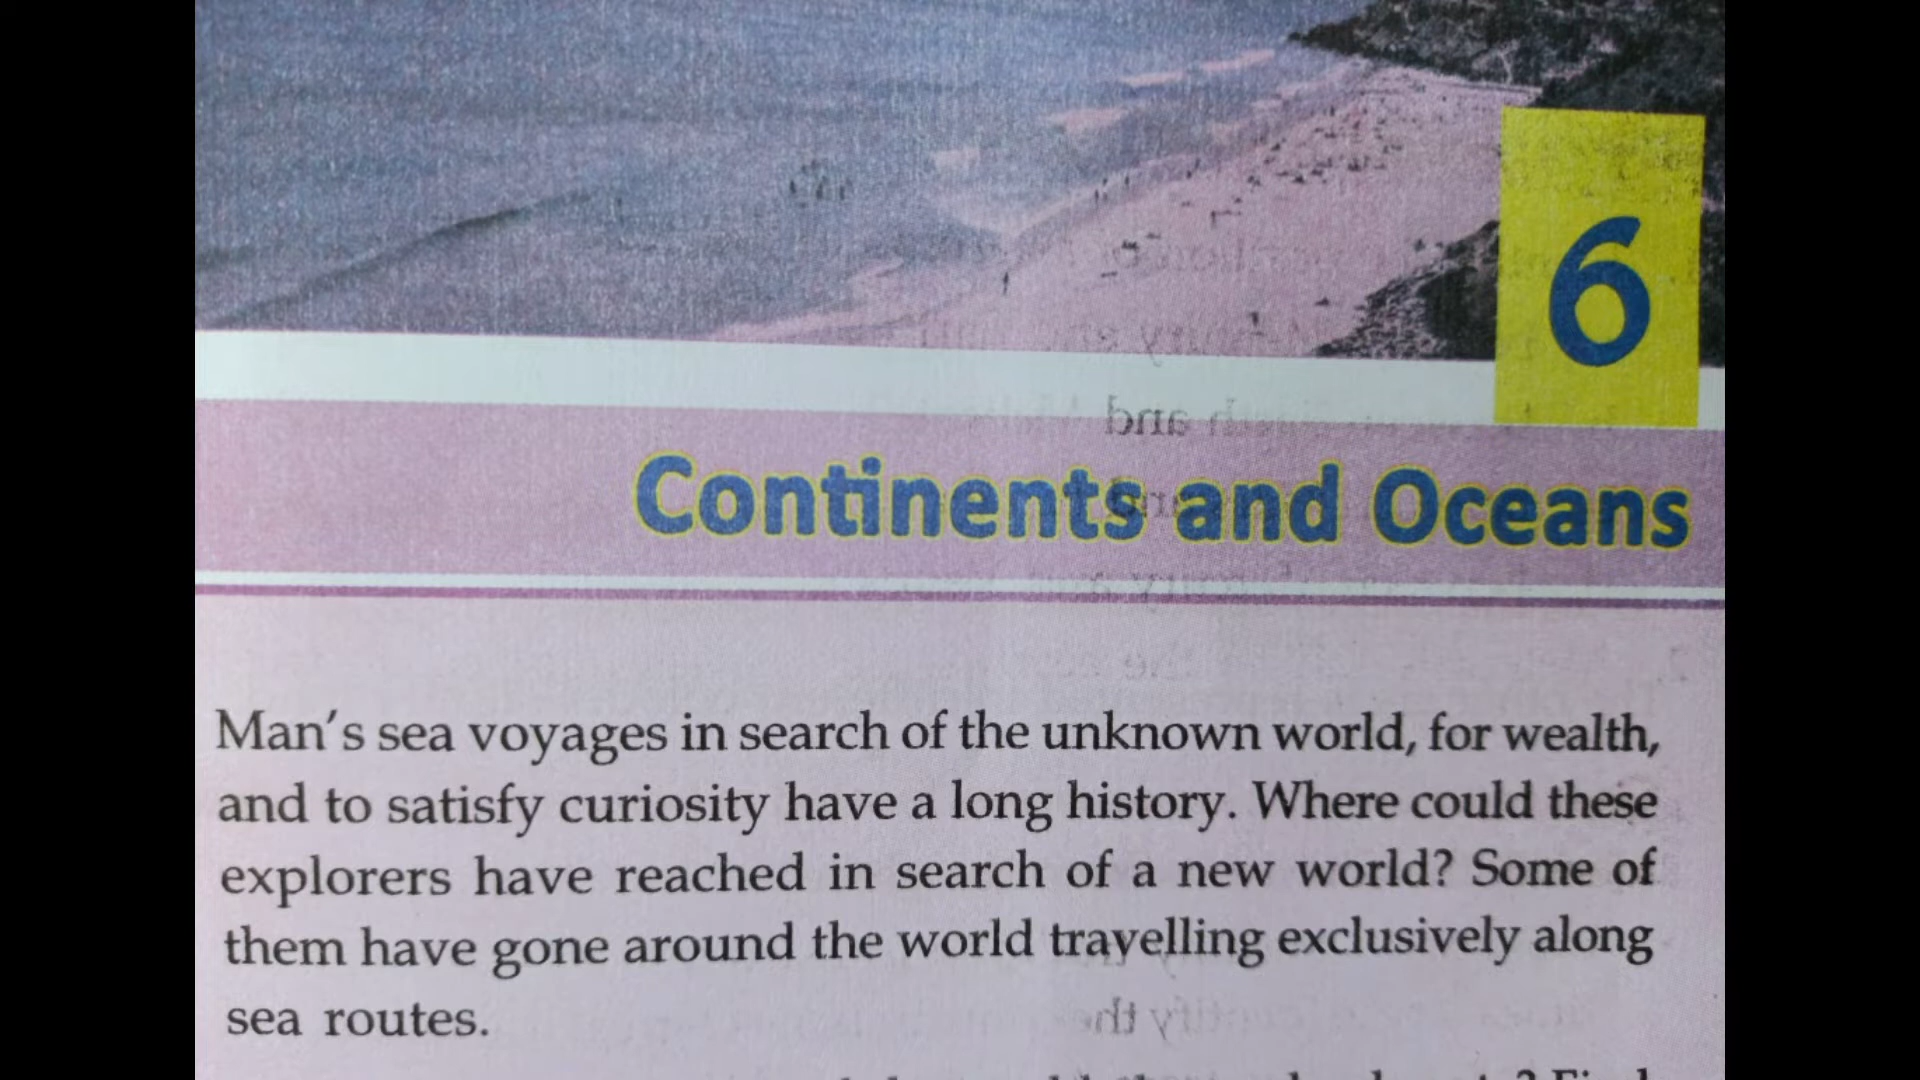 6
Continents and Oceans
Man's sea voyages in search of the unknown world, for wealth,
and to satisfy curiosity have a long history. Where could these
explorers have reached in search of a new world? Some of
them have gone around the world travelling exclusively along
sea routes.